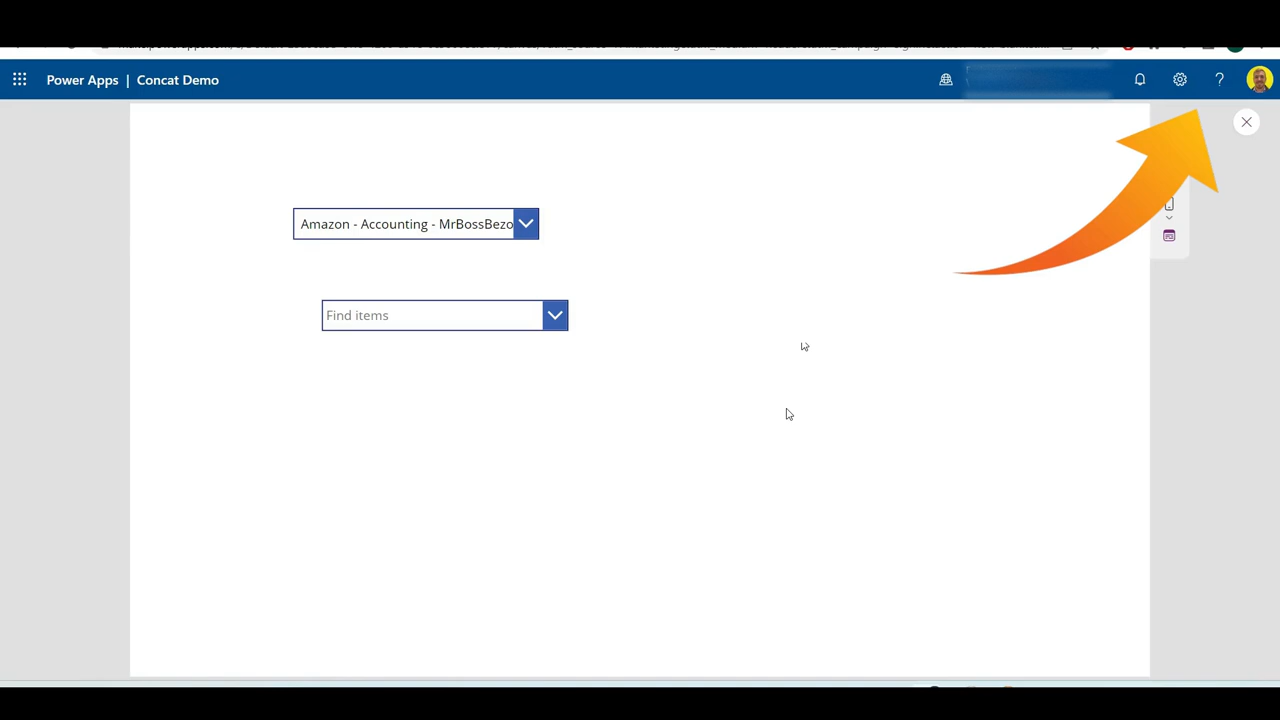 Power Apps | Concat Demo
Amazon - Accounting - MrBossBezo
Find items